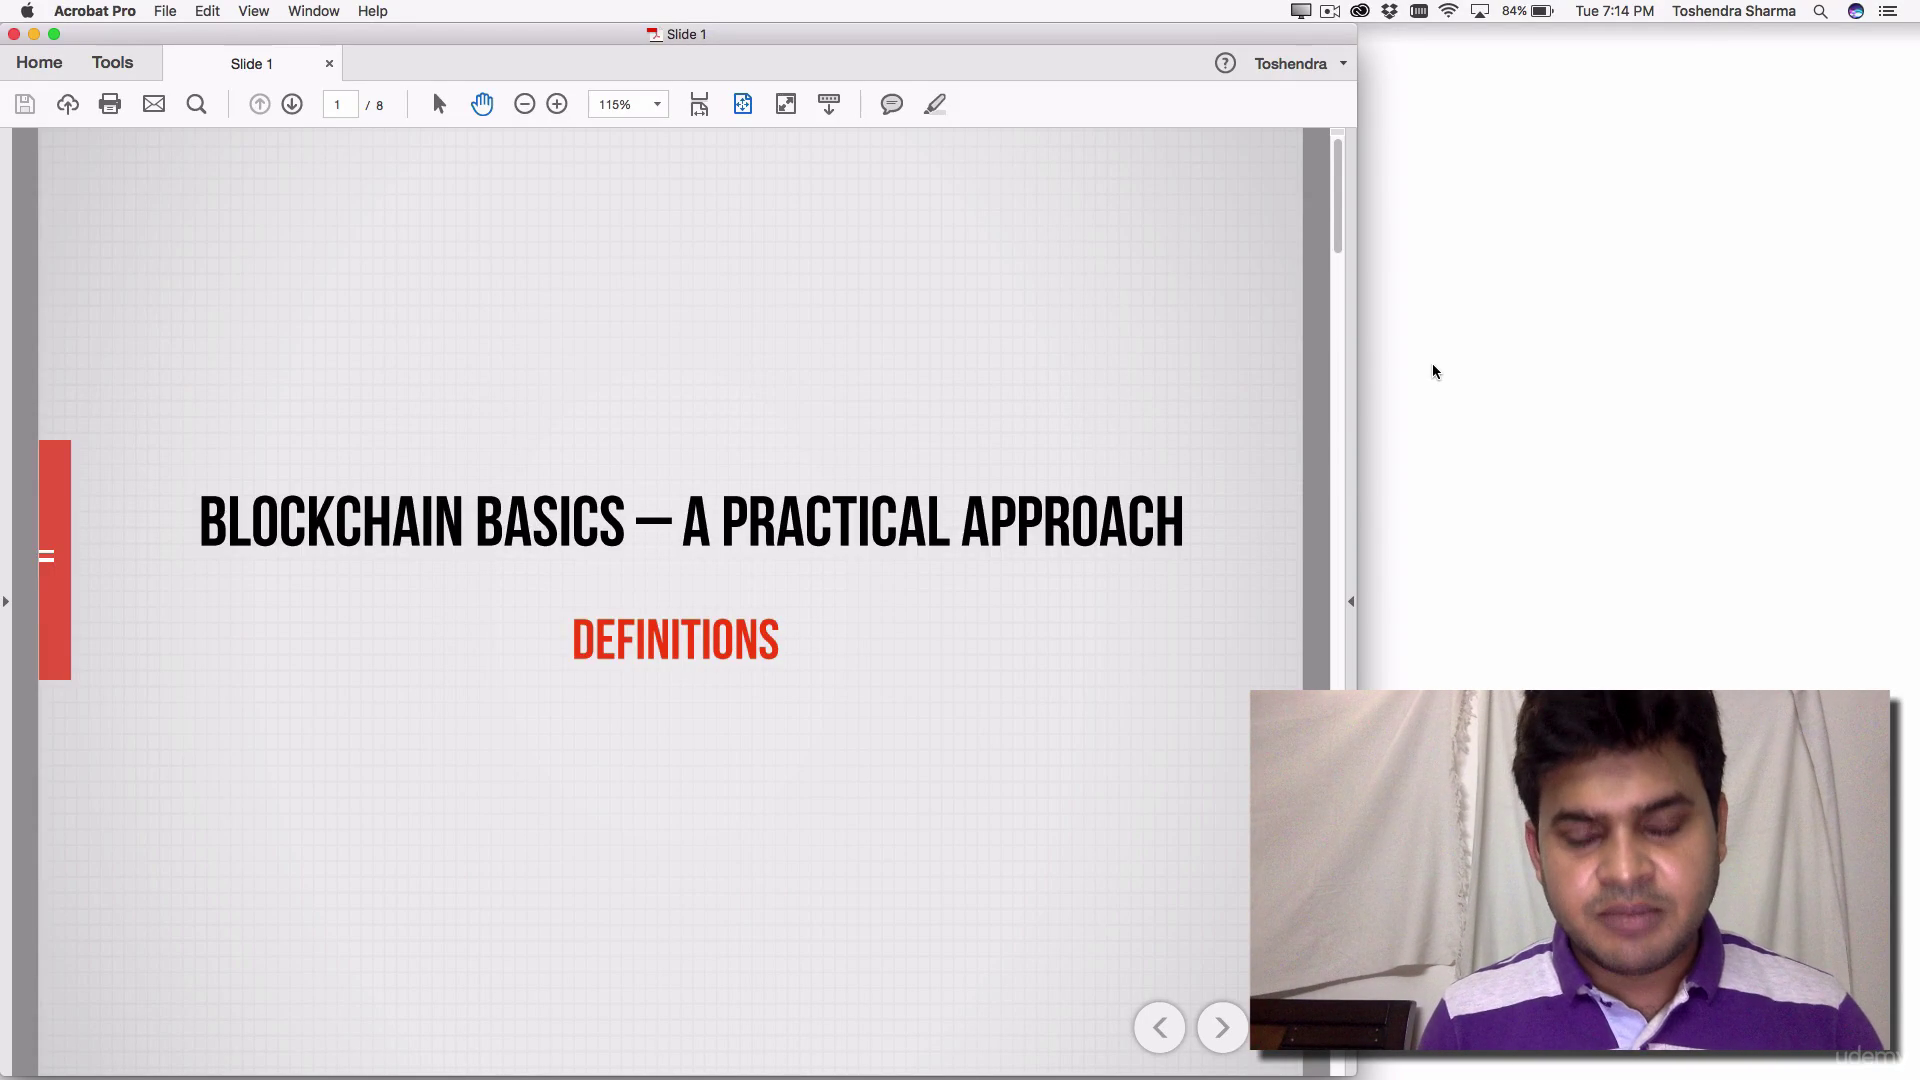 Acrobat Pro File Edit View Window Help 84% Tue 7:14 PM Toshendra Sharma
Slide 1
Home Tools Slide 1 × ? Toshendra
1 / 8 115%
BLOCKCHAIN BASICS – A PRACTICAL APPROACH
DEFINITIONS
udemy